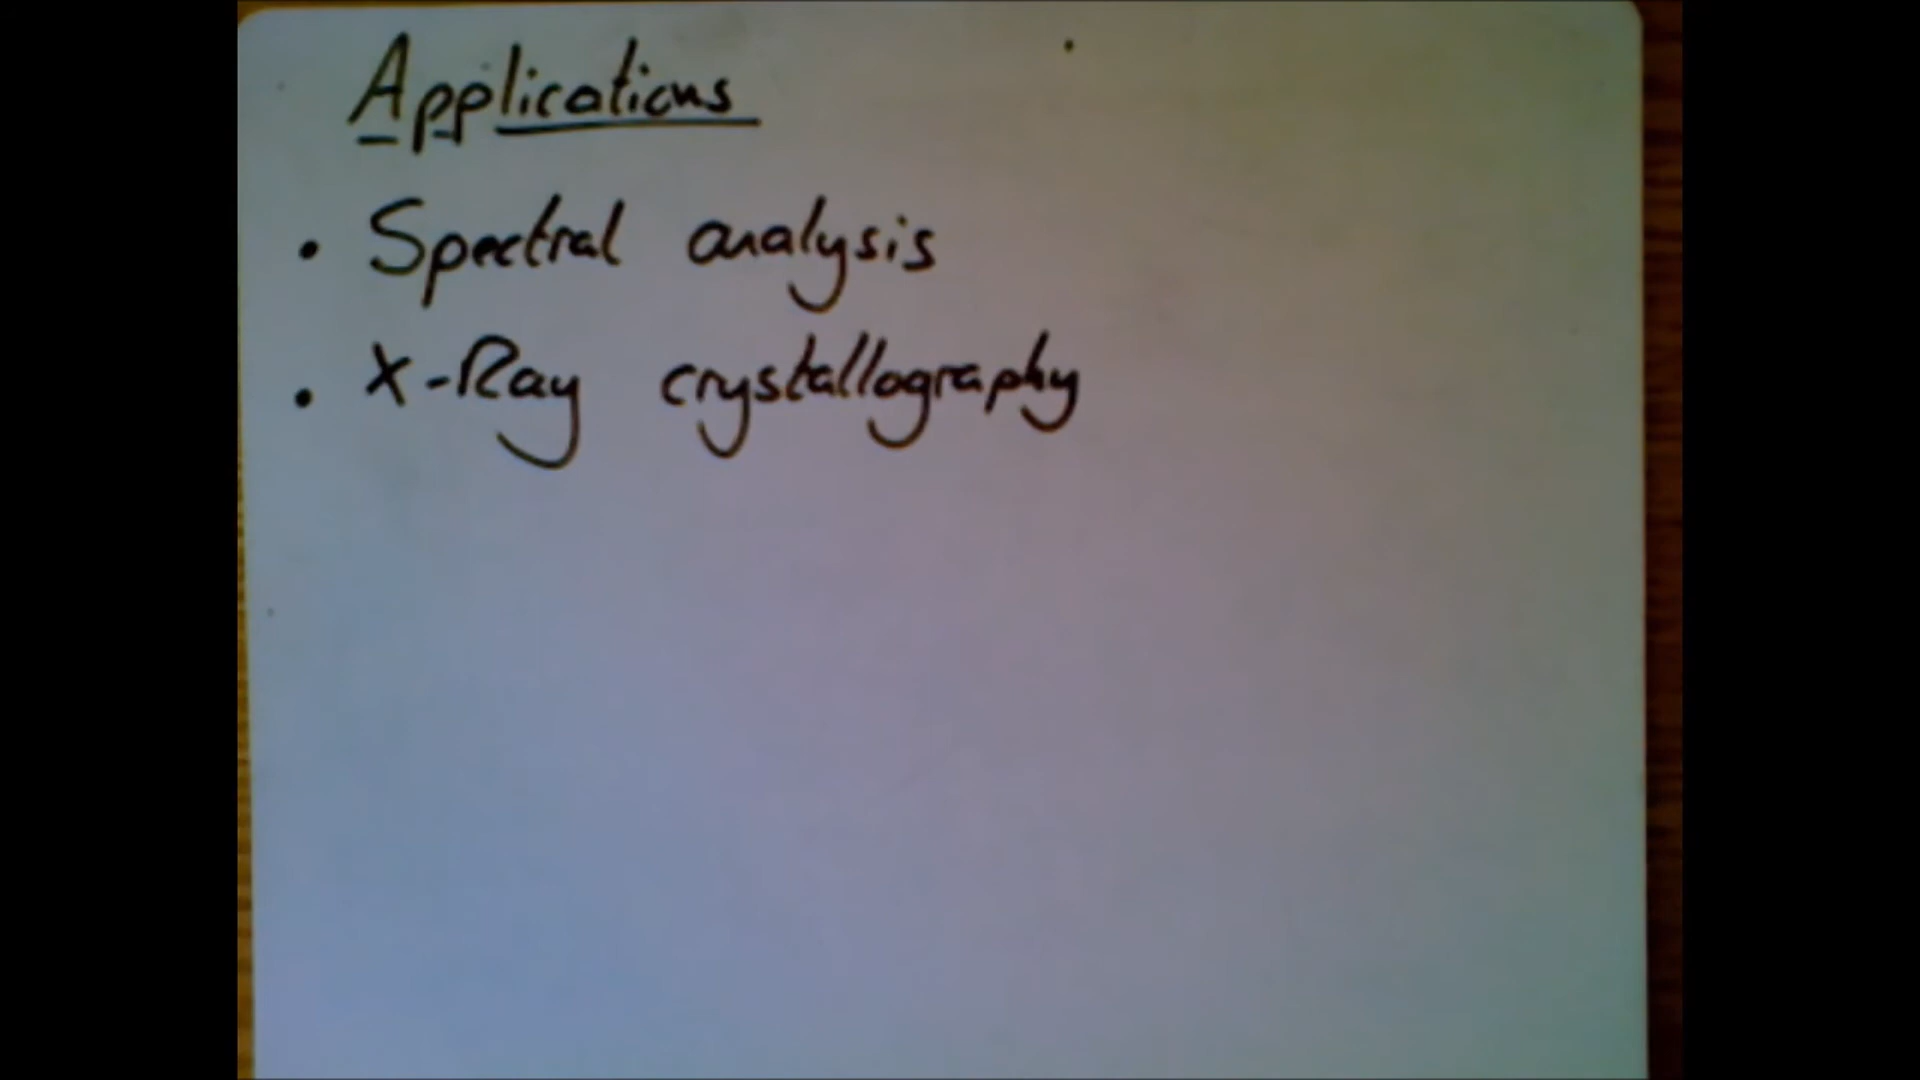 Applications
• Spectral analysis
• X-Ray crystallography